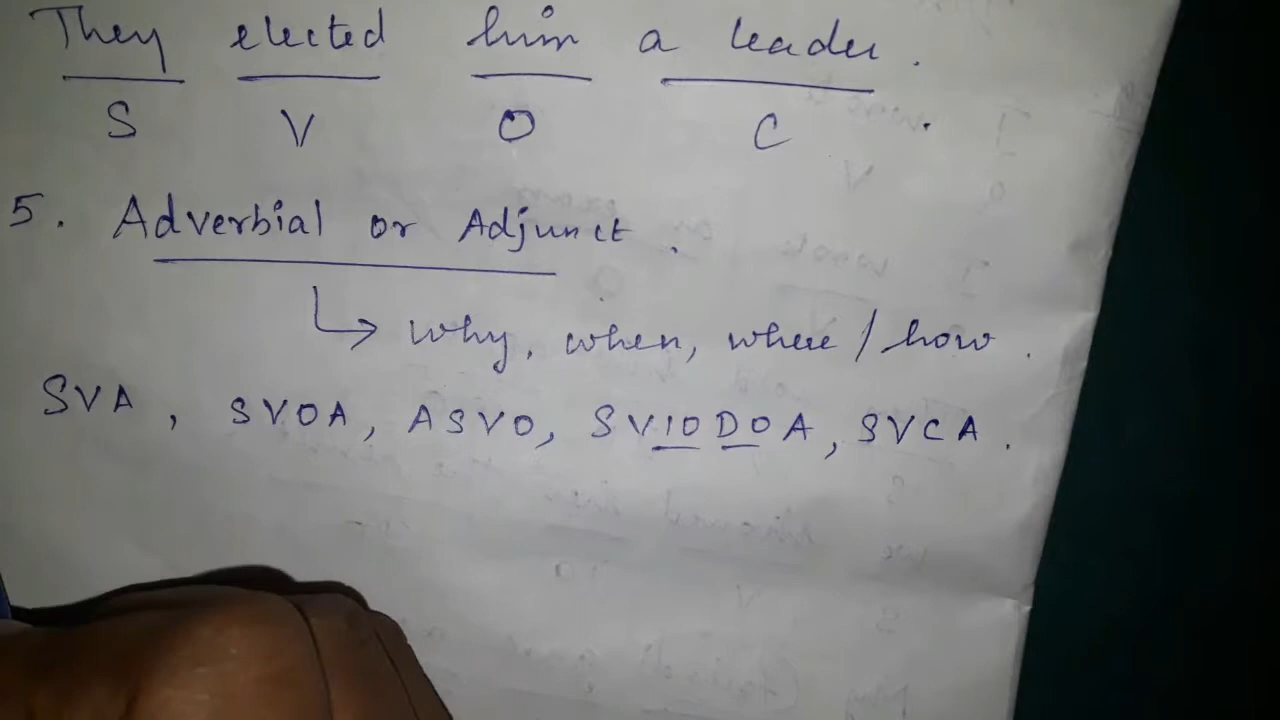 They elected him a leader.
S V O C.
5. Adverbial or Adjunct.
↳ why, when, where / how.
SVA, SVOA, ASVO, SVIODOA, SVCA.